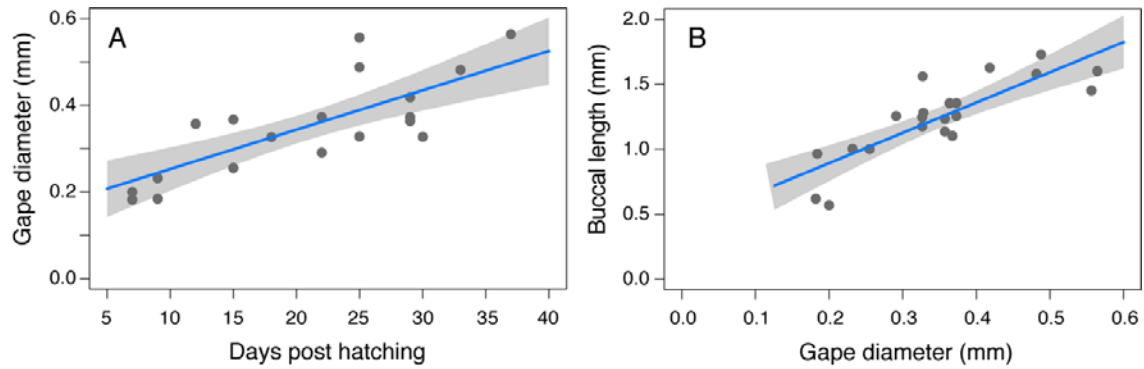 A
Gape diameter (mm)
0.6
0.4
0.2
0.0
5 10 15 20 25 30 35 40
Days post hatching
B
Buccal length (mm)
2.0
1.5
1.0
0.5
0.0
0.0 0.1 0.2 0.3 0.4 0.5 0.6
Gape diameter (mm)